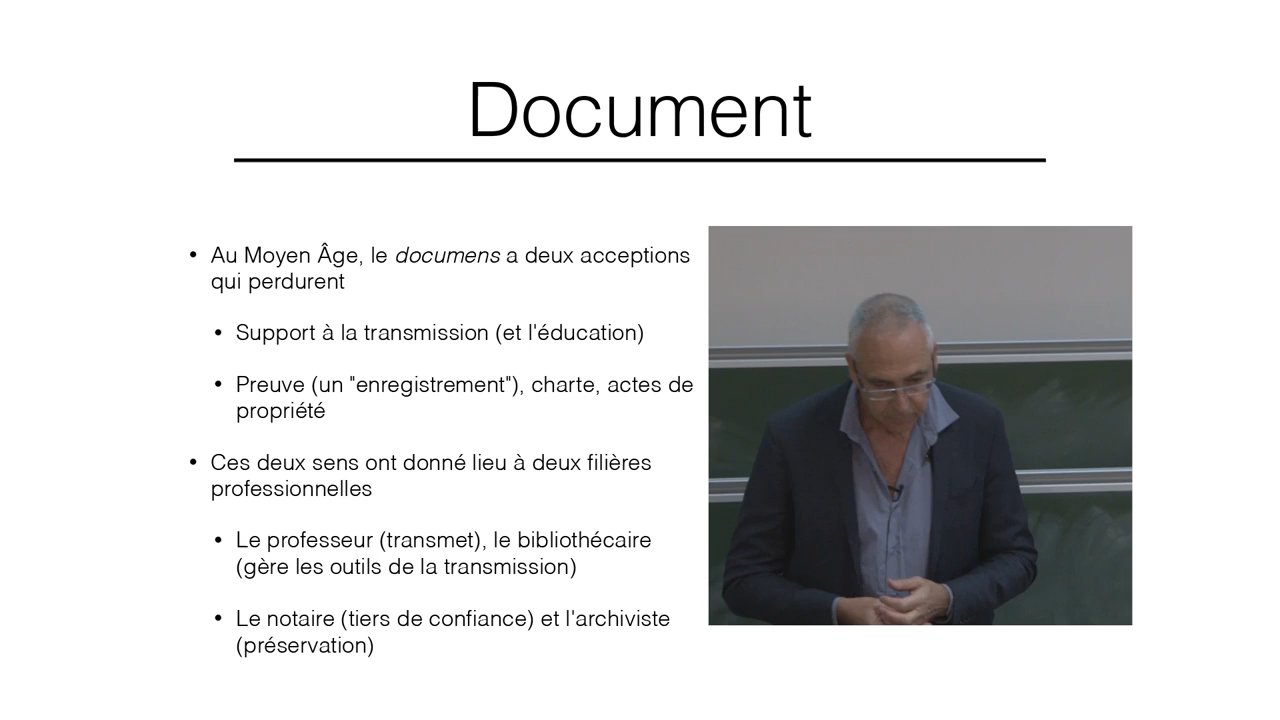 Document
• Au Moyen Âge, le documens a deux acceptions
qui perdurent
• Support à la transmission (et l'éducation)
• Preuve (un "enregistrement"), charte, actes de
propriété
• Ces deux sens ont donné lieu à deux filières
professionnelles
• Le professeur (transmet), le bibliothécaire
(gère les outils de la transmission)
• Le notaire (tiers de confiance) et l'archiviste
(préservation)